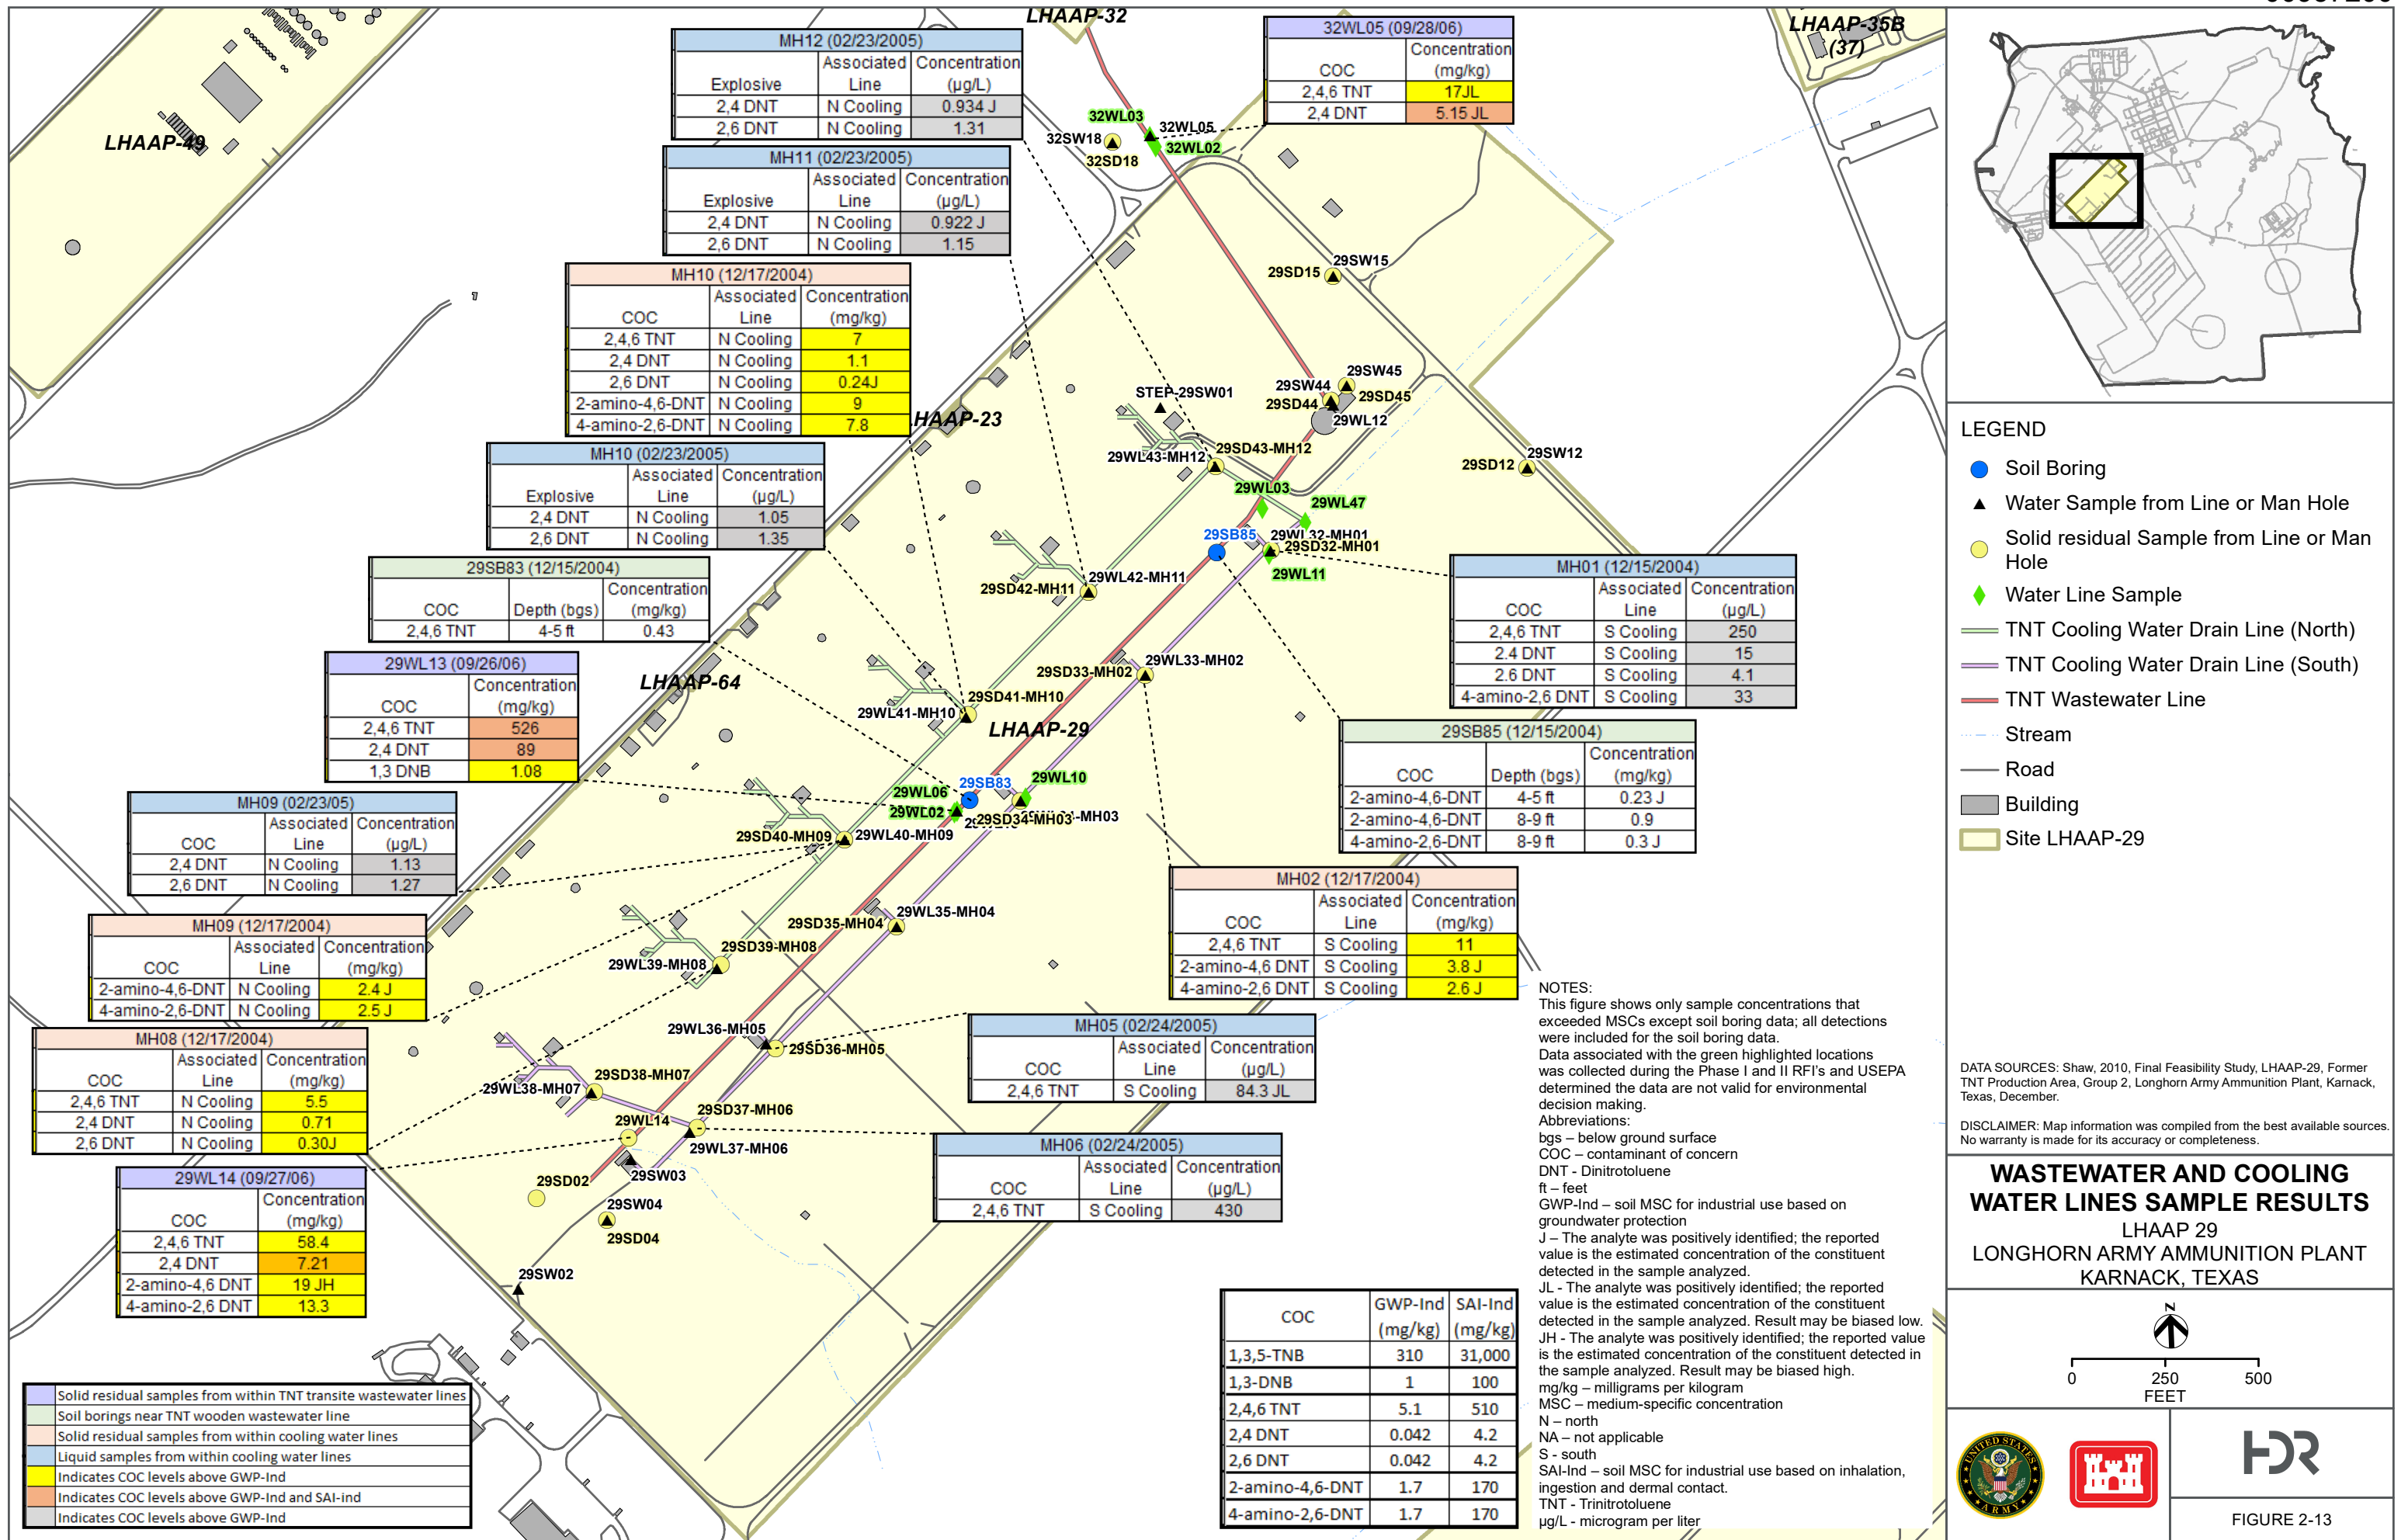 LHAAP-32
LHAAP-35B
(37)
LHAAP-49
LHAAP-23
LHAAP-64
LHAAP-29
MH12 (02/23/2005)
Explosive Associated Line Concentration (µg/L)
2,4 DNT N Cooling 0.934 J
2,6 DNT N Cooling 1.31
MH11 (02/23/2005)
Explosive Associated Line Concentration (µg/L)
2,4 DNT N Cooling 0.922 J
2,6 DNT N Cooling 1.15
MH10 (12/17/2004)
COC Associated Line Concentration (mg/kg)
2,4,6 TNT N Cooling 7
2,4 DNT N Cooling 1.1
2,6 DNT N Cooling 0.24J
2-amino-4,6-DNT N Cooling 9
4-amino-2,6-DNT N Cooling 7.8
MH10 (02/23/2005)
Explosive Associated Line Concentration (µg/L)
2,4 DNT N Cooling 1.05
2,6 DNT N Cooling 1.35
29SB83 (12/15/2004)
COC Depth (bgs) Concentration (mg/kg)
2,4,6 TNT 4-5 ft 0.43
29WL13 (09/26/06)
COC Concentration (mg/kg)
2,4,6 TNT 526
2,4 DNT 89
1,3 DNB 1.08
MH09 (02/23/05)
COC Associated Line Concentration (µg/L)
2,4 DNT N Cooling 1.13
2,6 DNT N Cooling 1.27
MH09 (12/17/2004)
COC Associated Line Concentration (mg/kg)
2-amino-4,6-DNT N Cooling 2.4 J
4-amino-2,6-DNT N Cooling 2.5 J
MH08 (12/17/2004)
COC Associated Line Concentration (mg/kg)
2,4,6 TNT N Cooling 5.5
2,4 DNT N Cooling 0.71
2,6 DNT N Cooling 0.30J
29WL14 (09/27/06)
COC Concentration (mg/kg)
2,4,6 TNT 58.4
2,4 DNT 7.21
2-amino-4,6 DNT 19 JH
4-amino-2,6 DNT 13.3
32WL05 (09/28/06)
COC Concentration (mg/kg)
2,4,6 TNT 17JL
2,4 DNT 5.15 JL
MH01 (12/15/2004)
COC Associated Line Concentration (µg/L)
2,4,6 TNT S Cooling 250
2.4 DNT S Cooling 15
2.6 DNT S Cooling 4.1
4-amino-2,6 DNT S Cooling 33
29SB85 (12/15/2004)
COC Depth (bgs) Concentration (mg/kg)
2-amino-4,6-DNT 4-5 ft 0.23 J
2-amino-4,6-DNT 8-9 ft 0.9
4-amino-2,6-DNT 8-9 ft 0.3 J
MH02 (12/17/2004)
COC Associated Line Concentration (mg/kg)
2,4,6 TNT S Cooling 11
2-amino-4,6 DNT S Cooling 3.8 J
4-amino-2,6 DNT S Cooling 2.6 J
MH05 (02/24/2005)
COC Associated Line Concentration (µg/L)
2,4,6 TNT S Cooling 84.3 JL
MH06 (02/24/2005)
COC Associated Line Concentration (µg/L)
2,4,6 TNT S Cooling 430
32WL03
32WL05
32WL02
32SW18
32SD18
29SW15
29SD15
29SW45
29SW44
29SD45
29SD44
29WL12
STEP-29SW01
29SD43-MH12
29WL43-MH12
29SW12
29SD12
29WL03
29WL47
29SB85
29WL32-MH01
29SD32-MH01
29WL11
29WL42-MH11
29SD42-MH11
29WL33-MH02
29SD33-MH02
29SD41-MH10
29WL41-MH10
29SB83
29WL10
29WL06
29WL02
29SD34-MH03
29SD40-MH09
29WL40-MH09
29WL35-MH04
29SD35-MH04
29SD39-MH08
29WL39-MH08
29WL36-MH05
29SD36-MH05
29SD38-MH07
29WL38-MH07
29SD37-MH06
29WL14
29WL37-MH06
29SW03
29SD02
29SW04
29SD04
29SW02
Solid residual samples from within TNT transite wastewater lines
Soil borings near TNT wooden wastewater line
Solid residual samples from within cooling water lines
Liquid samples from within cooling water lines
Indicates COC levels above GWP-Ind
Indicates COC levels above GWP-Ind and SAI-ind
Indicates COC levels above GWP-Ind
COC GWP-Ind (mg/kg) SAI-Ind (mg/kg)
1,3,5-TNB 310 31,000
1,3-DNB 1 100
2,4,6 TNT 5.1 510
2,4 DNT 0.042 4.2
2,6 DNT 0.042 4.2
2-amino-4,6-DNT 1.7 170
4-amino-2,6-DNT 1.7 170
NOTES:
This figure shows only sample concentrations that
exceeded MSCs except soil boring data; all detections
were included for the soil boring data.
Data associated with the green highlighted locations
was collected during the Phase I and II RFI's and USEPA
determined the data are not valid for environmental
decision making.
Abbreviations:
bgs – below ground surface
COC – contaminant of concern
DNT - Dinitrotoluene
ft – feet
GWP-Ind – soil MSC for industrial use based on
groundwater protection
J – The analyte was positively identified; the reported
value is the estimated concentration of the constituent
detected in the sample analyzed.
JL - The analyte was positively identified; the reported
value is the estimated concentration of the constituent
detected in the sample analyzed. Result may be biased low.
JH - The analyte was positively identified; the reported value
is the estimated concentration of the constituent detected in
the sample analyzed. Result may be biased high.
mg/kg – milligrams per kilogram
MSC – medium-specific concentration
N – north
NA – not applicable
S - south
SAI-Ind – soil MSC for industrial use based on inhalation,
ingestion and dermal contact.
TNT - Trinitrotoluene
µg/L - microgram per liter
LEGEND
Soil Boring
Water Sample from Line or Man Hole
Solid residual Sample from Line or Man
Hole
Water Line Sample
TNT Cooling Water Drain Line (North)
TNT Cooling Water Drain Line (South)
TNT Wastewater Line
Stream
Road
Building
Site LHAAP-29
DATA SOURCES: Shaw, 2010, Final Feasibility Study, LHAAP-29, Former
TNT Production Area, Group 2, Longhorn Army Ammunition Plant, Karnack,
Texas, December.
DISCLAIMER: Map information was compiled from the best available sources.
No warranty is made for its accuracy or completeness.
WASTEWATER AND COOLING
WATER LINES SAMPLE RESULTS
LHAAP 29
LONGHORN ARMY AMMUNITION PLANT
KARNACK, TEXAS
N
0 250 500
FEET
UNITED STATES
ARMY
HDR
FIGURE 2-13